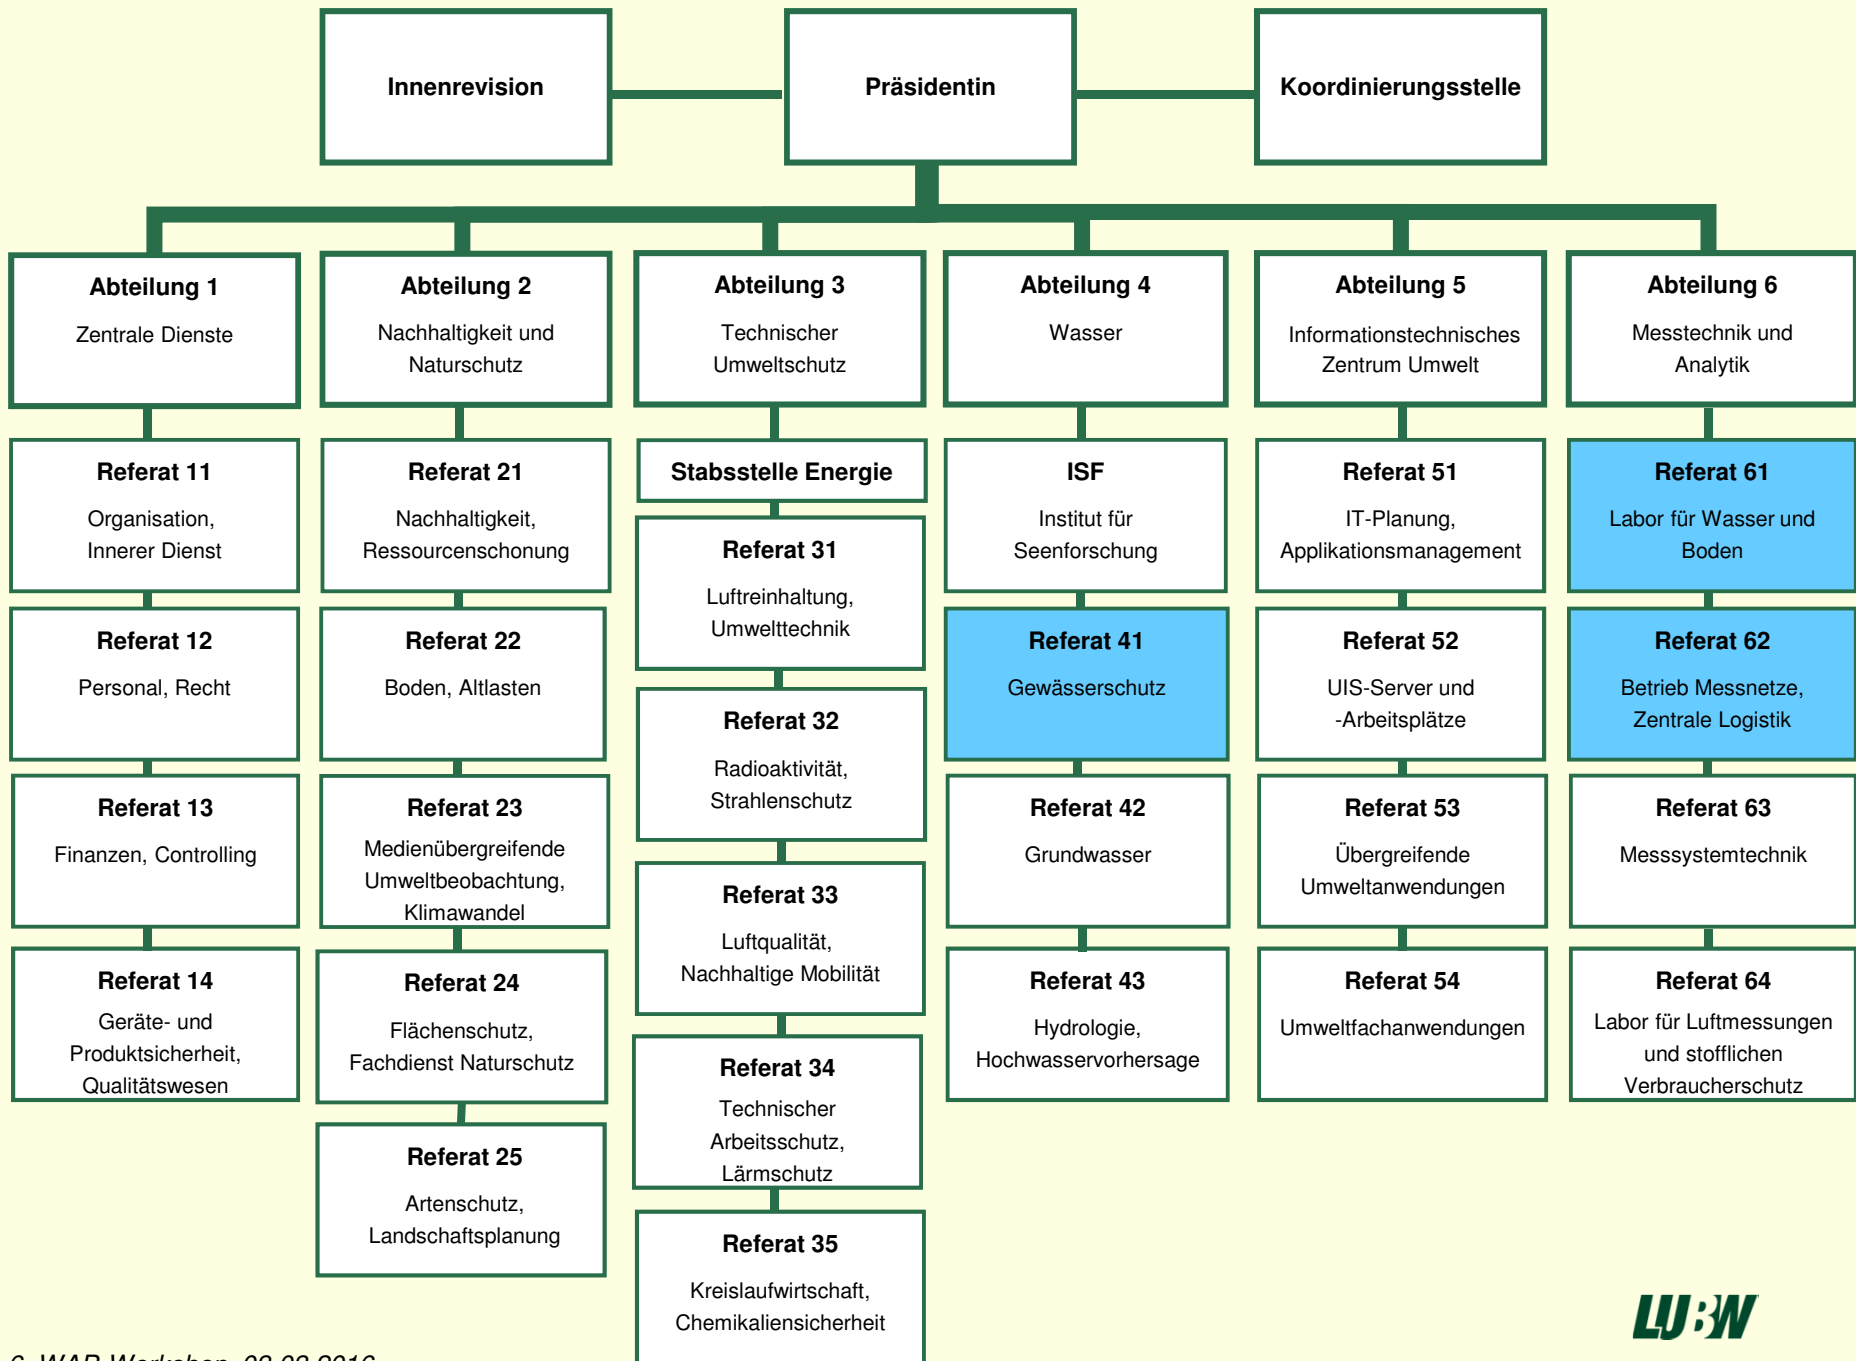 Innenrevision
Präsidentin
Koordinierungsstelle
Abteilung 1
Zentrale Dienste
Abteilung 2
Nachhaltigkeit und
Naturschutz
Abteilung 3
Technischer
Umweltschutz
Abteilung 4
Wasser
Abteilung 5
Informationstechnisches
Zentrum Umwelt
Abteilung 6
Messtechnik und
Analytik
Referat 11
Organisation,
Innerer Dienst
Referat 12
Personal, Recht
Referat 13
Finanzen, Controlling
Referat 14
Geräte- und
Produktsicherheit,
Qualitätswesen
Referat 21
Nachhaltigkeit,
Ressourcenschonung
Referat 22
Boden, Altlasten
Referat 23
Medienübergreifende
Umweltbeobachtung,
Klimawandel
Referat 24
Flächenschutz,
Fachdienst Naturschutz
Referat 25
Artenschutz,
Landschaftsplanung
Stabsstelle Energie
Referat 31
Luftreinhaltung,
Umwelttechnik
Referat 32
Radioaktivität,
Strahlenschutz
Referat 33
Luftqualität,
Nachhaltige Mobilität
Referat 34
Technischer
Arbeitsschutz,
Lärmschutz
Referat 35
Kreislaufwirtschaft,
Chemikaliensicherheit
ISF
Institut für
Seenforschung
Referat 41
Gewässerschutz
Referat 42
Grundwasser
Referat 43
Hydrologie,
Hochwasservorhersage
Referat 51
IT-Planung,
Applikationsmanagement
Referat 52
UIS-Server und
-Arbeitsplätze
Referat 53
Übergreifende
Umweltanwendungen
Referat 54
Umweltfachanwendungen
Referat 61
Labor für Wasser und
Boden
Referat 62
Betrieb Messnetze,
Zentrale Logistik
Referat 63
Messsystemtechnik
Referat 64
Labor für Luftmessungen
und stofflichen
Verbraucherschutz
LUBW